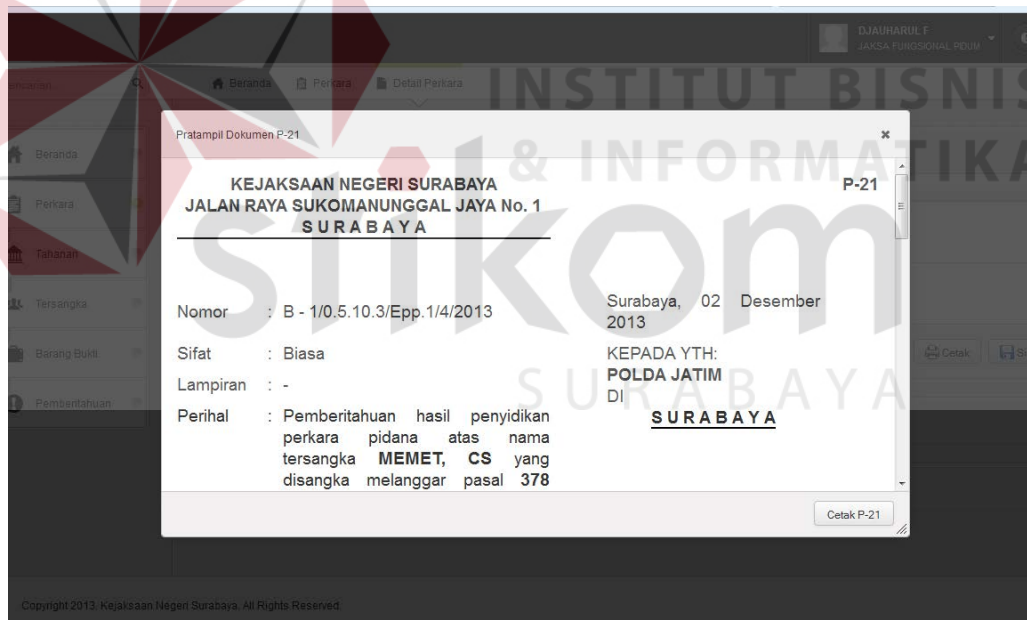 DJAUHARUL F
JAKSA FUNGSIONAL PIDUM
Beranda Perkara Detail Perkara
INSTITUT BISNIS
& INFORMATIKA
stikom
SURABAYA
Beranda
Perkara
Tahanan
Tersangka
Barang Bukti
Pemberitahuan
Pratampil Dokumen P-21
KEJAKSAAN NEGERI SURABAYA P-21
JALAN RAYA SUKOMANUNGGAL JAYA No. 1
SURABAYA
Nomor : B - 1/0.5.10.3/Epp.1/4/2013
Surabaya, 02 Desember
2013
Sifat : Biasa
KEPADA YTH:
POLDA JATIM
Lampiran : -
DI
SURABAYA
Perihal : Pemberitahuan hasil penyidikan
perkara pidana atas nama
tersangka MEMET, CS yang
disangka melanggar pasal 378
Cetak
Cetak P-21
Copyright 2013. Kejaksaan Negeri Surabaya. All Rights Reserved.